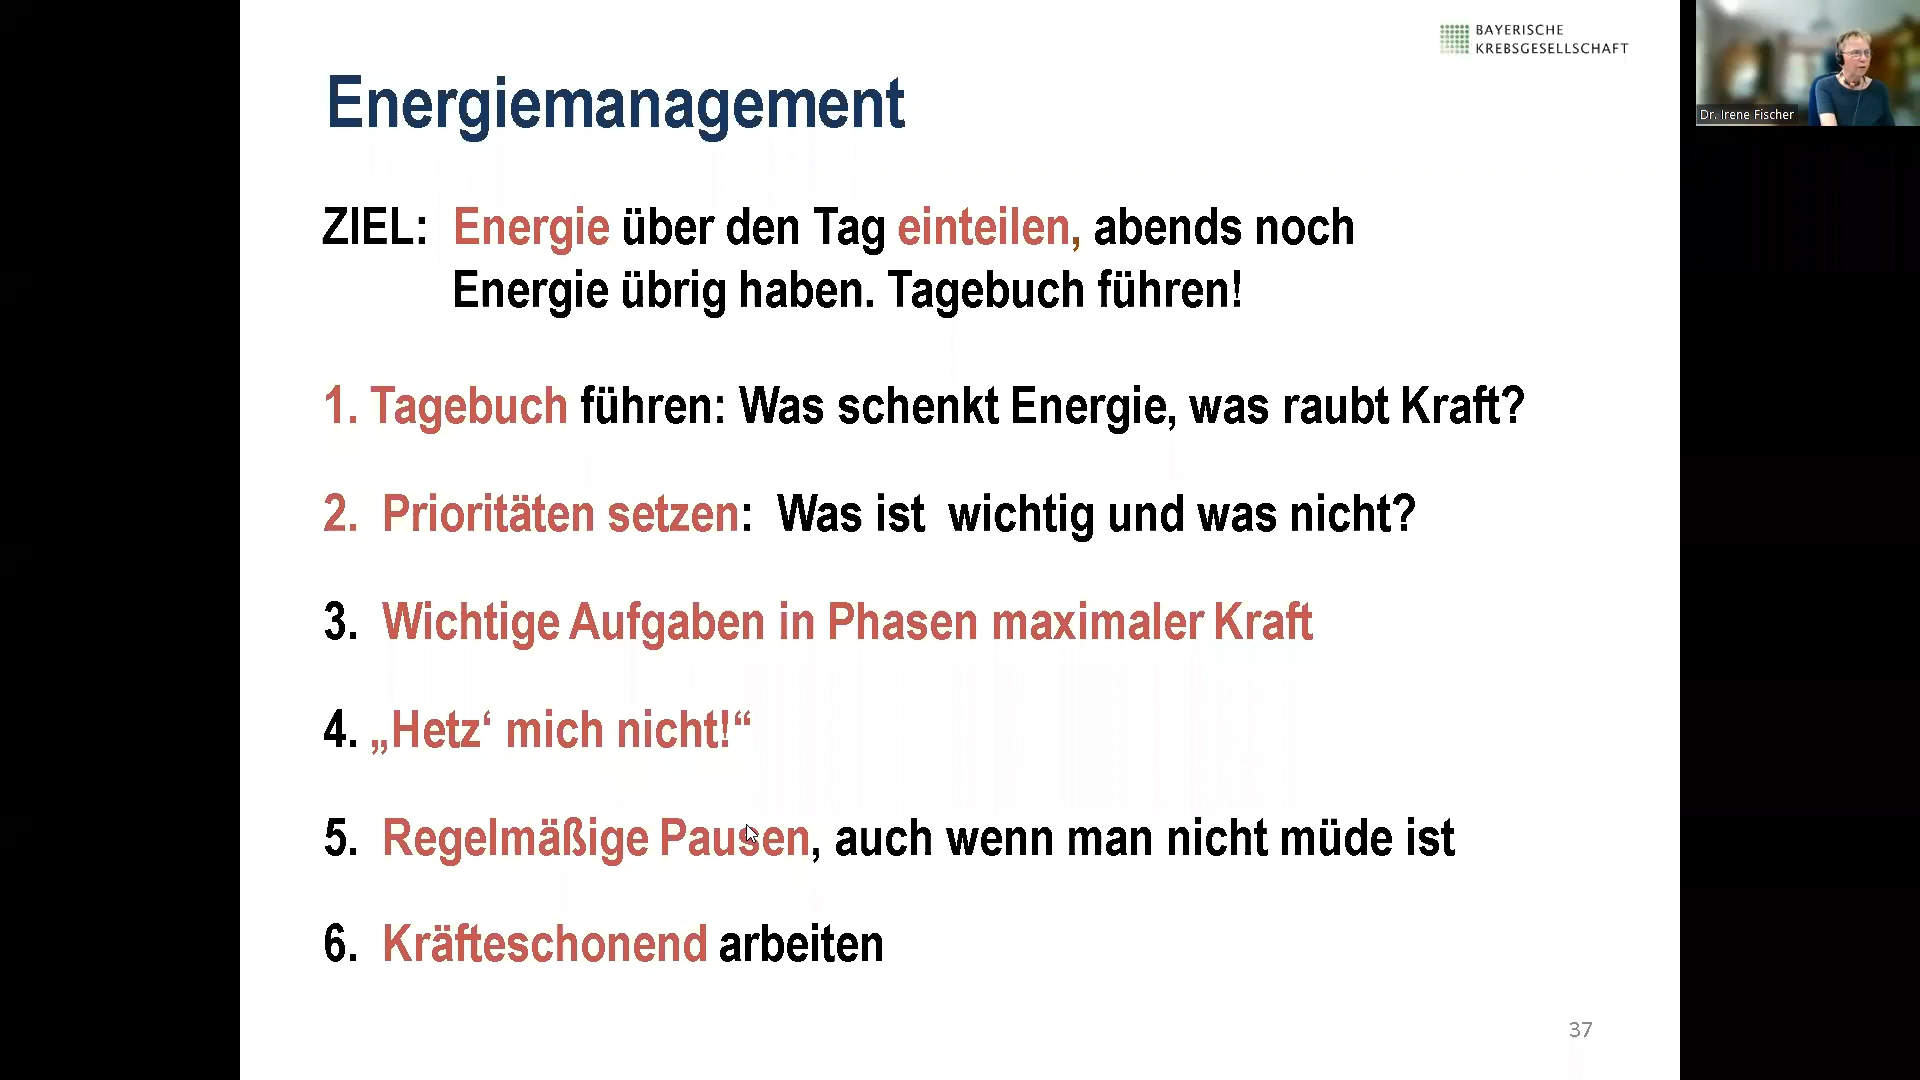 BAYERISCHE
KREBSGESELLSCHAFT
Dr. Irene Fischer
Energiemanagement
ZIEL: Energie über den Tag einteilen, abends noch
Energie übrig haben. Tagebuch führen!
1. Tagebuch führen: Was schenkt Energie, was raubt Kraft?
2. Prioritäten setzen: Was ist wichtig und was nicht?
3. Wichtige Aufgaben in Phasen maximaler Kraft
4. „Hetz‘ mich nicht!“
5. Regelmäßige Pausen, auch wenn man nicht müde ist
6. Kräfteschonend arbeiten
37